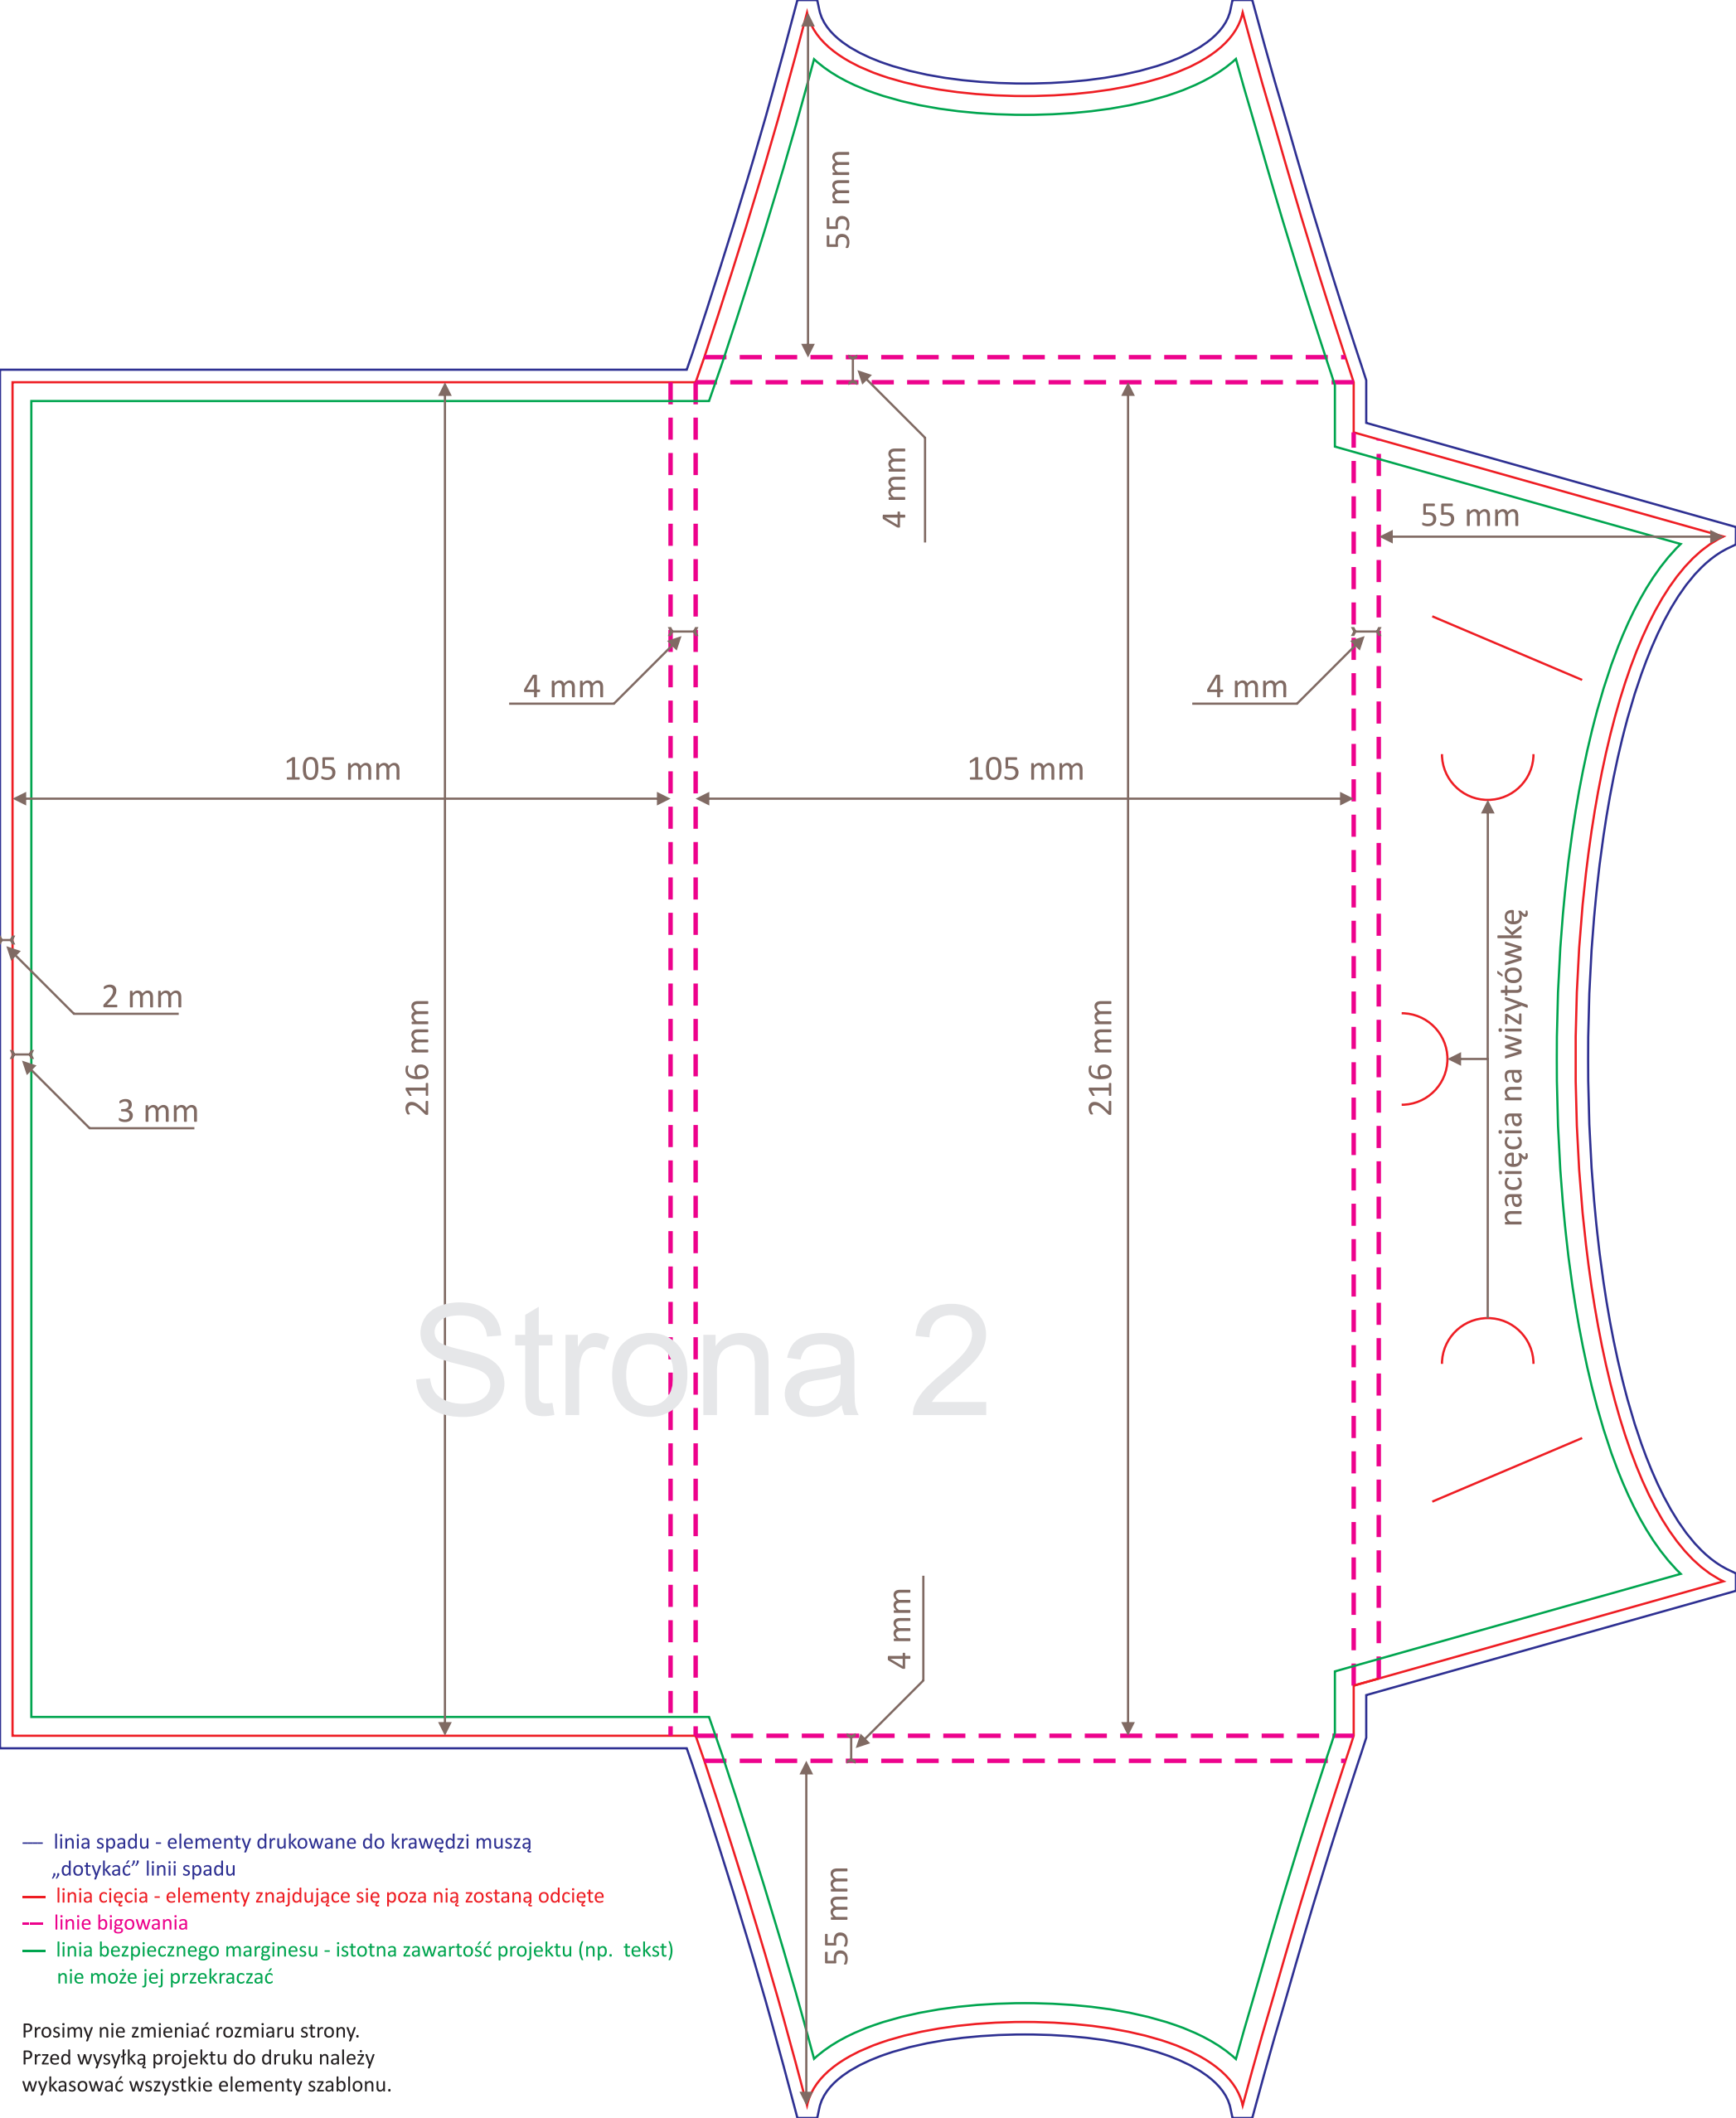 55 mm
4 mm
55 mm
4 mm
4 mm
105 mm
105 mm
2 mm
3 mm
216 mm
216 mm
nacięcia na wizytówkę
Strona 2
4 mm
55 mm
linia spadu - elementy drukowane do krawędzi muszą
„dotykać” linii spadu
linia cięcia - elementy znajdujące się poza nią zostaną odcięte
linie bigowania
linia bezpiecznego marginesu - istotna zawartość projektu (np. tekst)
nie może jej przekraczać
Prosimy nie zmieniać rozmiaru strony.
Przed wysyłką projektu do druku należy
wykasować wszystkie elementy szablonu.